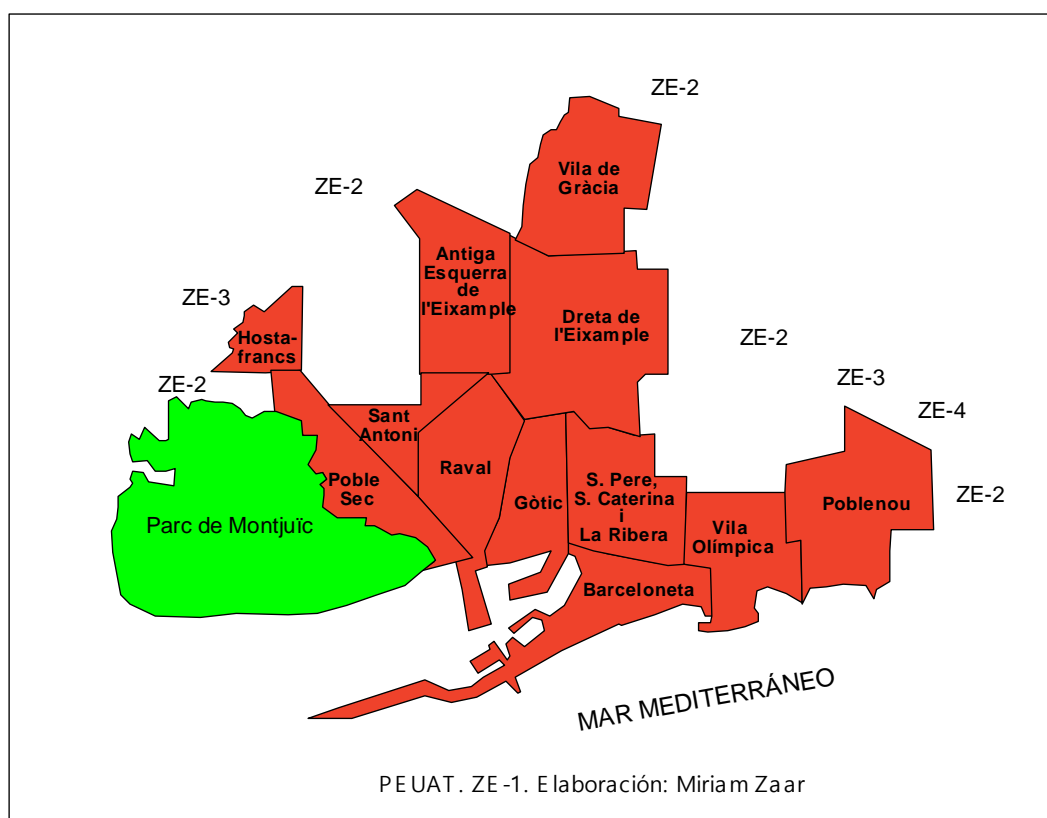 ZE-2
Vila de
Gràcia
ZE-2
Antiga
Esquerra
de
l'Eixample
ZE-3
Dreta de
l'Eixample
Hosta-
francs
ZE-2
ZE-3
ZE-2
ZE-4
Sant
Antoni
Raval
Poble
Sec
Gòtic
S. Pere,
S. Caterina
i
La Ribera
Poblenou
ZE-2
Parc de Montjuïc
Vila
Olímpica
Barceloneta
MAR MEDITERRÁNEO
PEUAT. ZE-1. Elaboración: Miriam Zaar